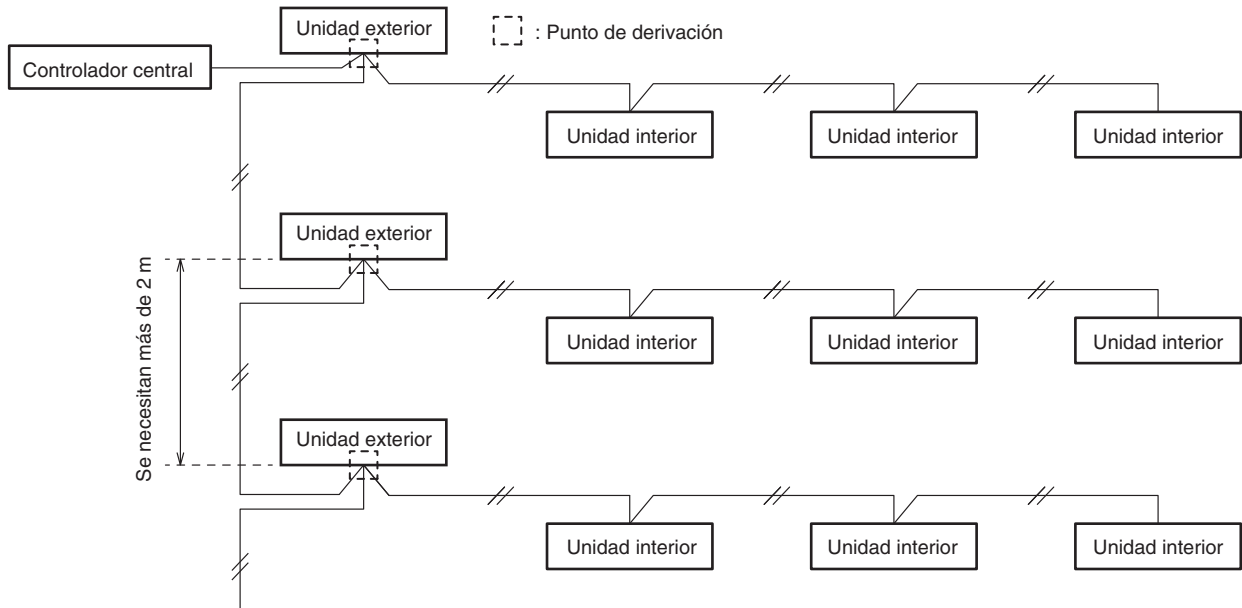 Unidad exterior
: Punto de derivación
Controlador central
Unidad interior
Unidad interior
Unidad interior
Unidad exterior
Se necesitan más de 2 m
Unidad interior
Unidad interior
Unidad interior
Unidad exterior
Unidad interior
Unidad interior
Unidad interior